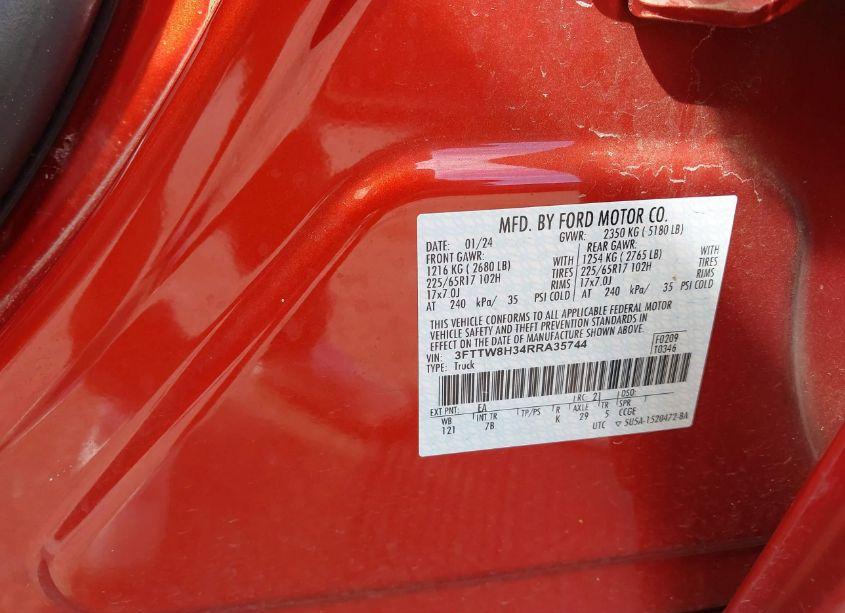 MFD. BY FORD MOTOR CO.
DATE: 01/24 GVWR: 2350 KG ( 5180 LB)
FRONT GAWR: REAR GAWR:
1216 KG ( 2680 LB) WITH 1254 KG ( 2765 LB) WITH
225/65R17 102H TIRES 225/65R17 102H TIRES
17x7.0J RIMS 17x7.0J RIMS
AT 240 kPa/ 35 PSI COLD AT 240 kPa/ 35 PSI COLD
THIS VEHICLE CONFORMS TO ALL APPLICABLE FEDERAL MOTOR
VEHICLE SAFETY AND THEFT PREVENTION STANDARDS IN
EFFECT ON THE DATE OF MANUFACTURE SHOWN ABOVE.
VIN: 3FTTW8H34RRA35744 F0209
TYPE: Truck T0346
EXT PNT: EA RC: 21 DSO:
WB INT TR TP/PS R AXLE TR SPR
121 7B K 29 5 CCGE
UTC ▽ 5U5A-1520472-BA